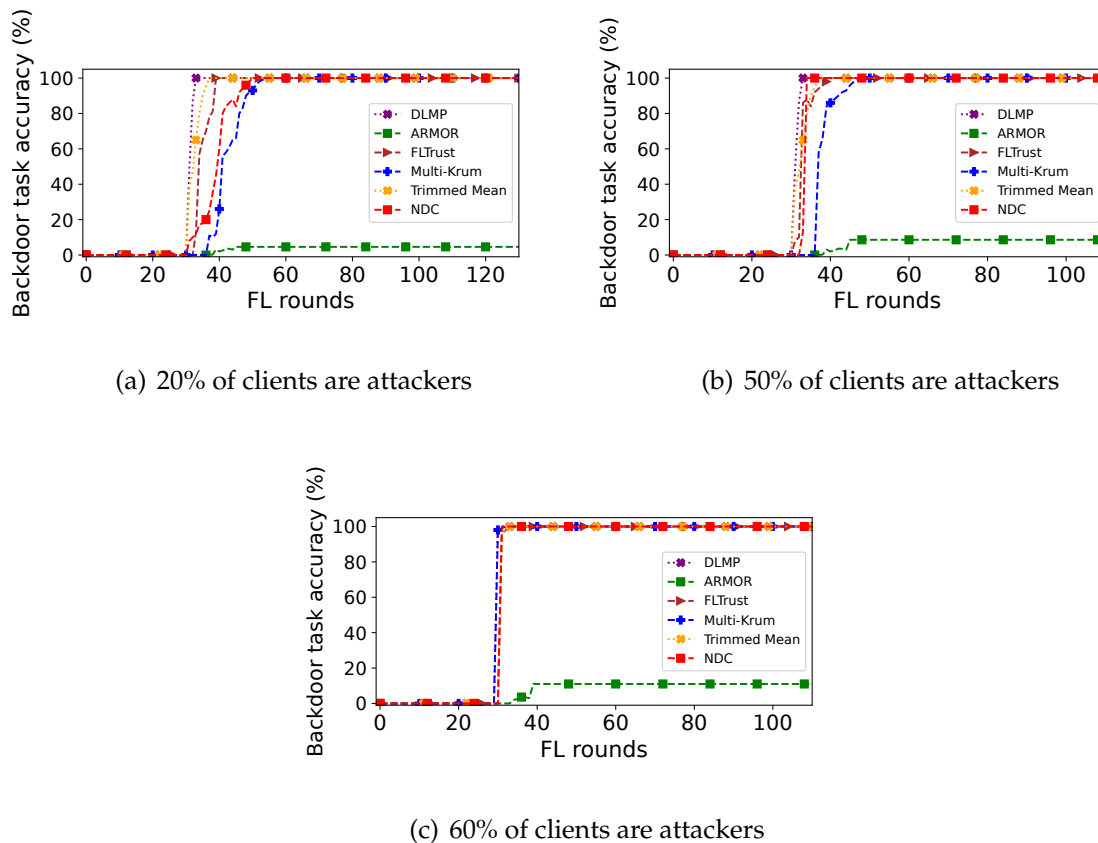 Backdoor task accuracy (%)
100
80
60
40
20
0
DLMP
ARMOR
FLTrust
Multi-Krum
Trimmed Mean
NDC
0 20 40 60 80 100 120
FL rounds
(a) 20% of clients are attackers
Backdoor task accuracy (%)
100
80
60
40
20
0
DLMP
ARMOR
FLTrust
Multi-Krum
Trimmed Mean
NDC
0 20 40 60 80 100
FL rounds
(b) 50% of clients are attackers
Backdoor task accuracy (%)
100
80
60
40
20
0
DLMP
ARMOR
FLTrust
Multi-Krum
Trimmed Mean
NDC
0 20 40 60 80 100
FL rounds
(c) 60% of clients are attackers